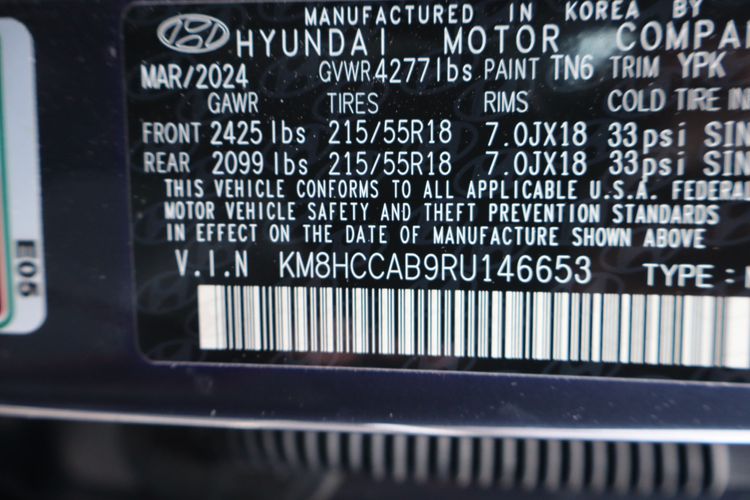 MANUFACTURED IN KOREA BY
HYUNDAI MOTOR COMPA
MAR/2024 GVWR 4277lbs PAINT TN6 TRIM YPK
GAWR TIRES RIMS COLD TIRE IN
FRONT 2425 lbs 215/55R18 7.0JX18 33psi SIN
REAR 2099 lbs 215/55R18 7.0JX18 33psi SIN
THIS VEHICLE CONFORMS TO ALL APPLICABLE U.S.A. FEDERA
MOTOR VEHICLE SAFETY AND THEFT PREVENTION STANDARDS
IN EFFECT ON THE DATE OF MANUFACTURE SHOWN ABOVE
V.I.N KM8HCCAB9RU146653 TYPE :
E05